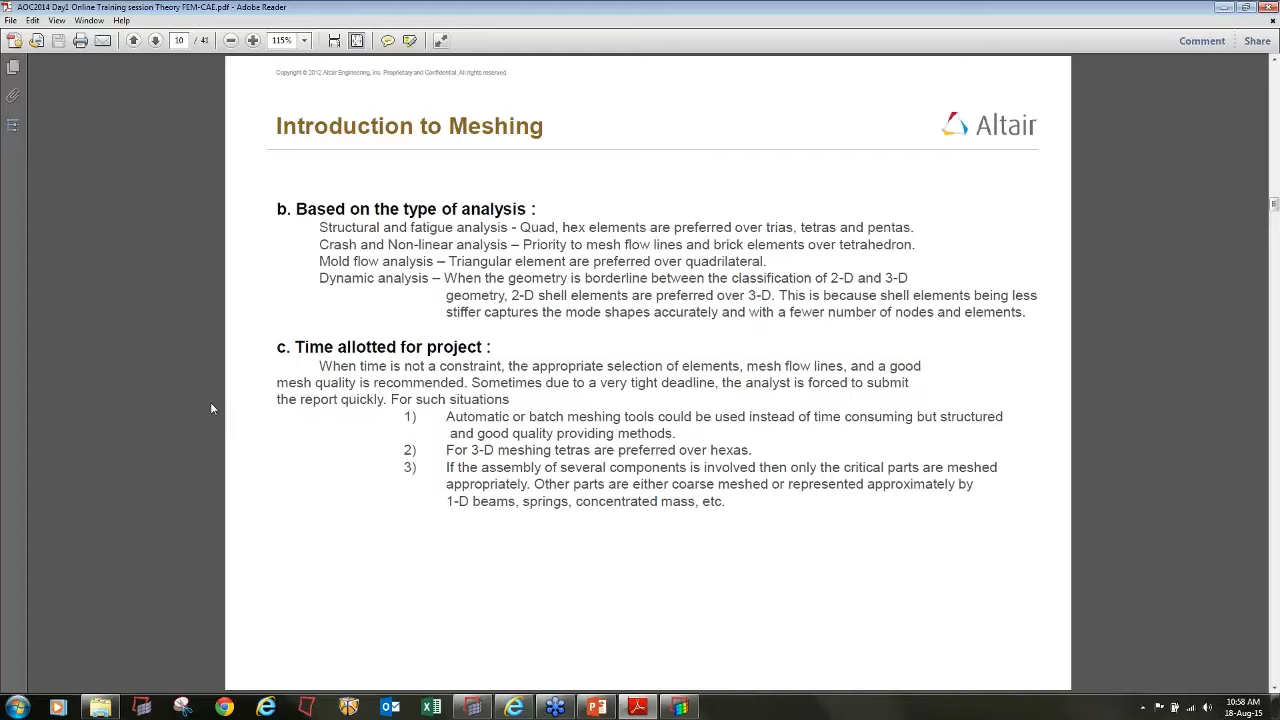 AOC2014 Day1 Online Training session Theory FEM-CAE.pdf - Adobe Reader
File Edit View Window Help
10 / 41 115% Comment Share
Copyright © 2012 Altair Engineering, Inc. Proprietary and Confidential. All rights reserved.
Introduction to Meshing
Altair
b. Based on the type of analysis :
Structural and fatigue analysis - Quad, hex elements are preferred over trias, tetras and pentas.
Crash and Non-linear analysis – Priority to mesh flow lines and brick elements over tetrahedron.
Mold flow analysis – Triangular element are preferred over quadrilateral.
Dynamic analysis – When the geometry is borderline between the classification of 2-D and 3-D
geometry, 2-D shell elements are preferred over 3-D. This is because shell elements being less
stiffer captures the mode shapes accurately and with a fewer number of nodes and elements.
c. Time allotted for project :
When time is not a constraint, the appropriate selection of elements, mesh flow lines, and a good
mesh quality is recommended. Sometimes due to a very tight deadline, the analyst is forced to submit
the report quickly. For such situations
1) Automatic or batch meshing tools could be used instead of time consuming but structured
and good quality providing methods.
2) For 3-D meshing tetras are preferred over hexas.
3) If the assembly of several components is involved then only the critical parts are meshed
appropriately. Other parts are either coarse meshed or represented approximately by
1-D beams, springs, concentrated mass, etc.
10:58 AM
18-Aug-15